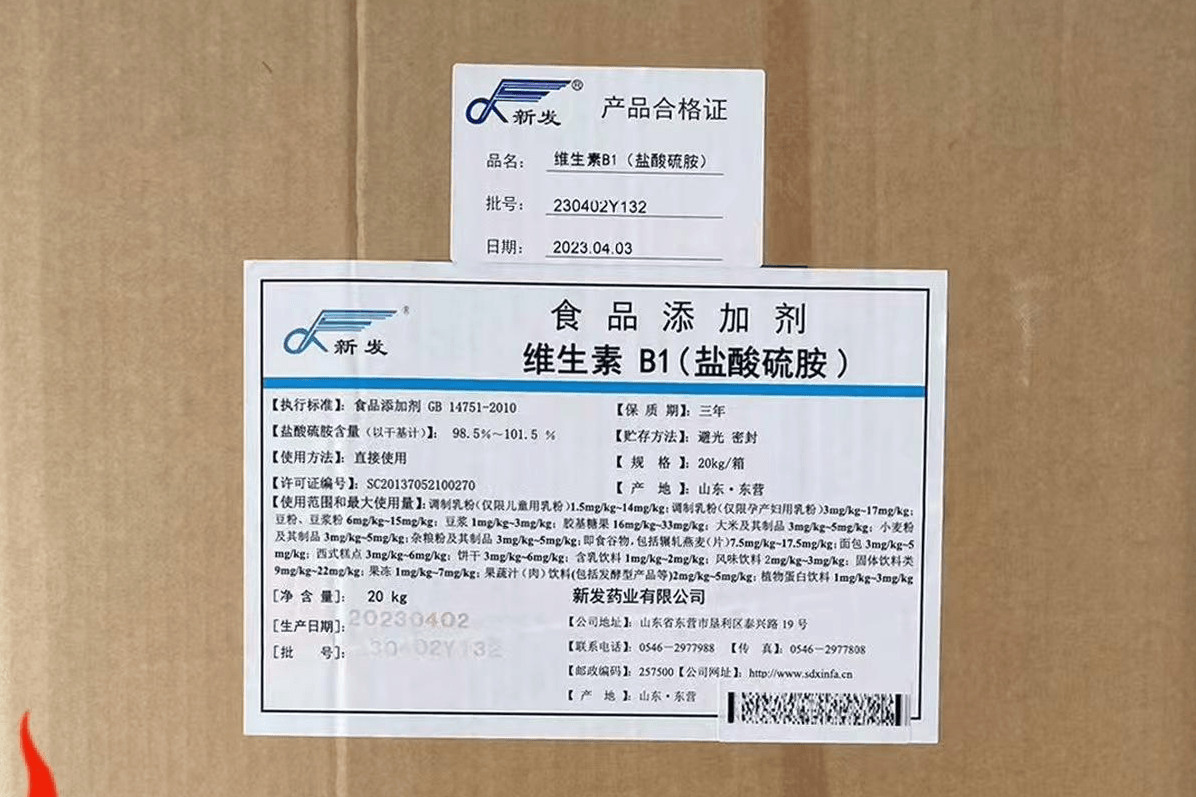 新发®
产品合格证
品名： 维生素B1（盐酸硫胺）
批号： 230402Y132
日期： 2023.04.03
新发®
食品添加剂
维生素 B1（盐酸硫胺）
【执行标准】：食品添加剂 GB 14751-2010
【保 质 期】：三年
【盐酸硫胺含量（以干基计）】： 98.5%～101.5 %
【贮存方法】：避光 密封
【使用方法】：直接使用
【 规 格 】：20kg/箱
【许可证编号】：SC20137052100270
【 产 地 】：山东·东营
【使用范围和最大使用量】：调制乳粉（仅限儿童用乳粉）1.5mg/kg~14mg/kg；调制乳粉（仅限孕产妇用乳粉）3mg/kg~17mg/kg；
豆粉、豆浆粉 6mg/kg~15mg/kg；豆浆 1mg/kg~3mg/kg；胶基糖果 16mg/kg~33mg/kg；大米及其制品 3mg/kg~5mg/kg；小麦粉
及其制品 3mg/kg~5mg/kg；杂粮粉及其制品 3mg/kg~5mg/kg；即食谷物，包括辗轧燕麦（片）7.5mg/kg~17.5mg/kg；面包 3mg/kg~5
mg/kg；西式糕点 3mg/kg~6mg/kg；饼干 3mg/kg~6mg/kg；含乳饮料 1mg/kg~2mg/kg；风味饮料 2mg/kg~3mg/kg；固体饮料类
9mg/kg~22mg/kg；果冻 1mg/kg~7mg/kg；果蔬汁（肉）饮料（包括发酵型产品等）2mg/kg~5mg/kg；植物蛋白饮料 1mg/kg~3mg/kg
[净 含 量]： 20 kg
新发药业有限公司
[生产日期]：20230402
【公司地址】：山东省东营市垦利区泰兴路 19 号
[批 号]：230402Y132
【联系电话】：0546－2977988 【传 真】：0546－2977808
【邮政编码】：257500【公司网址】：http://www.sdxinfa.cn
【 产 地 】：山东·东营